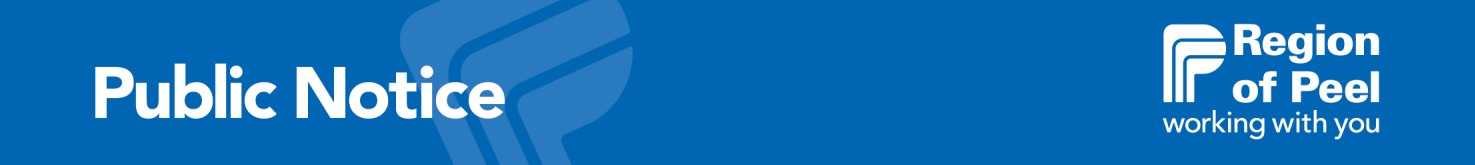 Public Notice
Region
of Peel
working with you